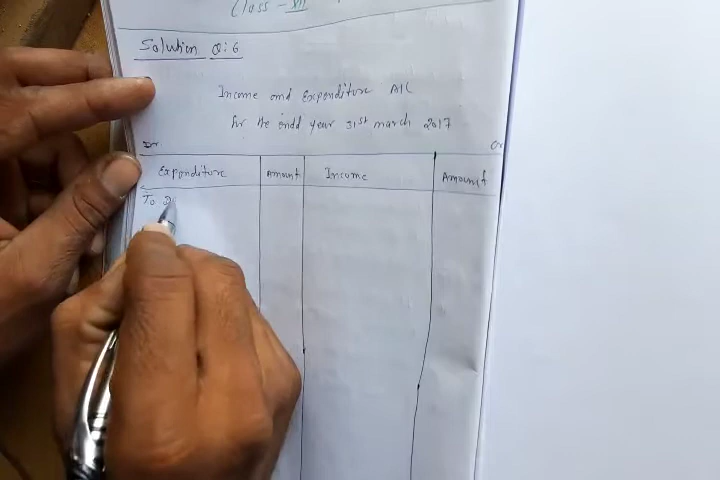 Class - XII
Solution Q: 6
Income and Expenditure A/C
for the endd year 31st march 2017
Dr Cr
Expenditure Amount Income Amount
To